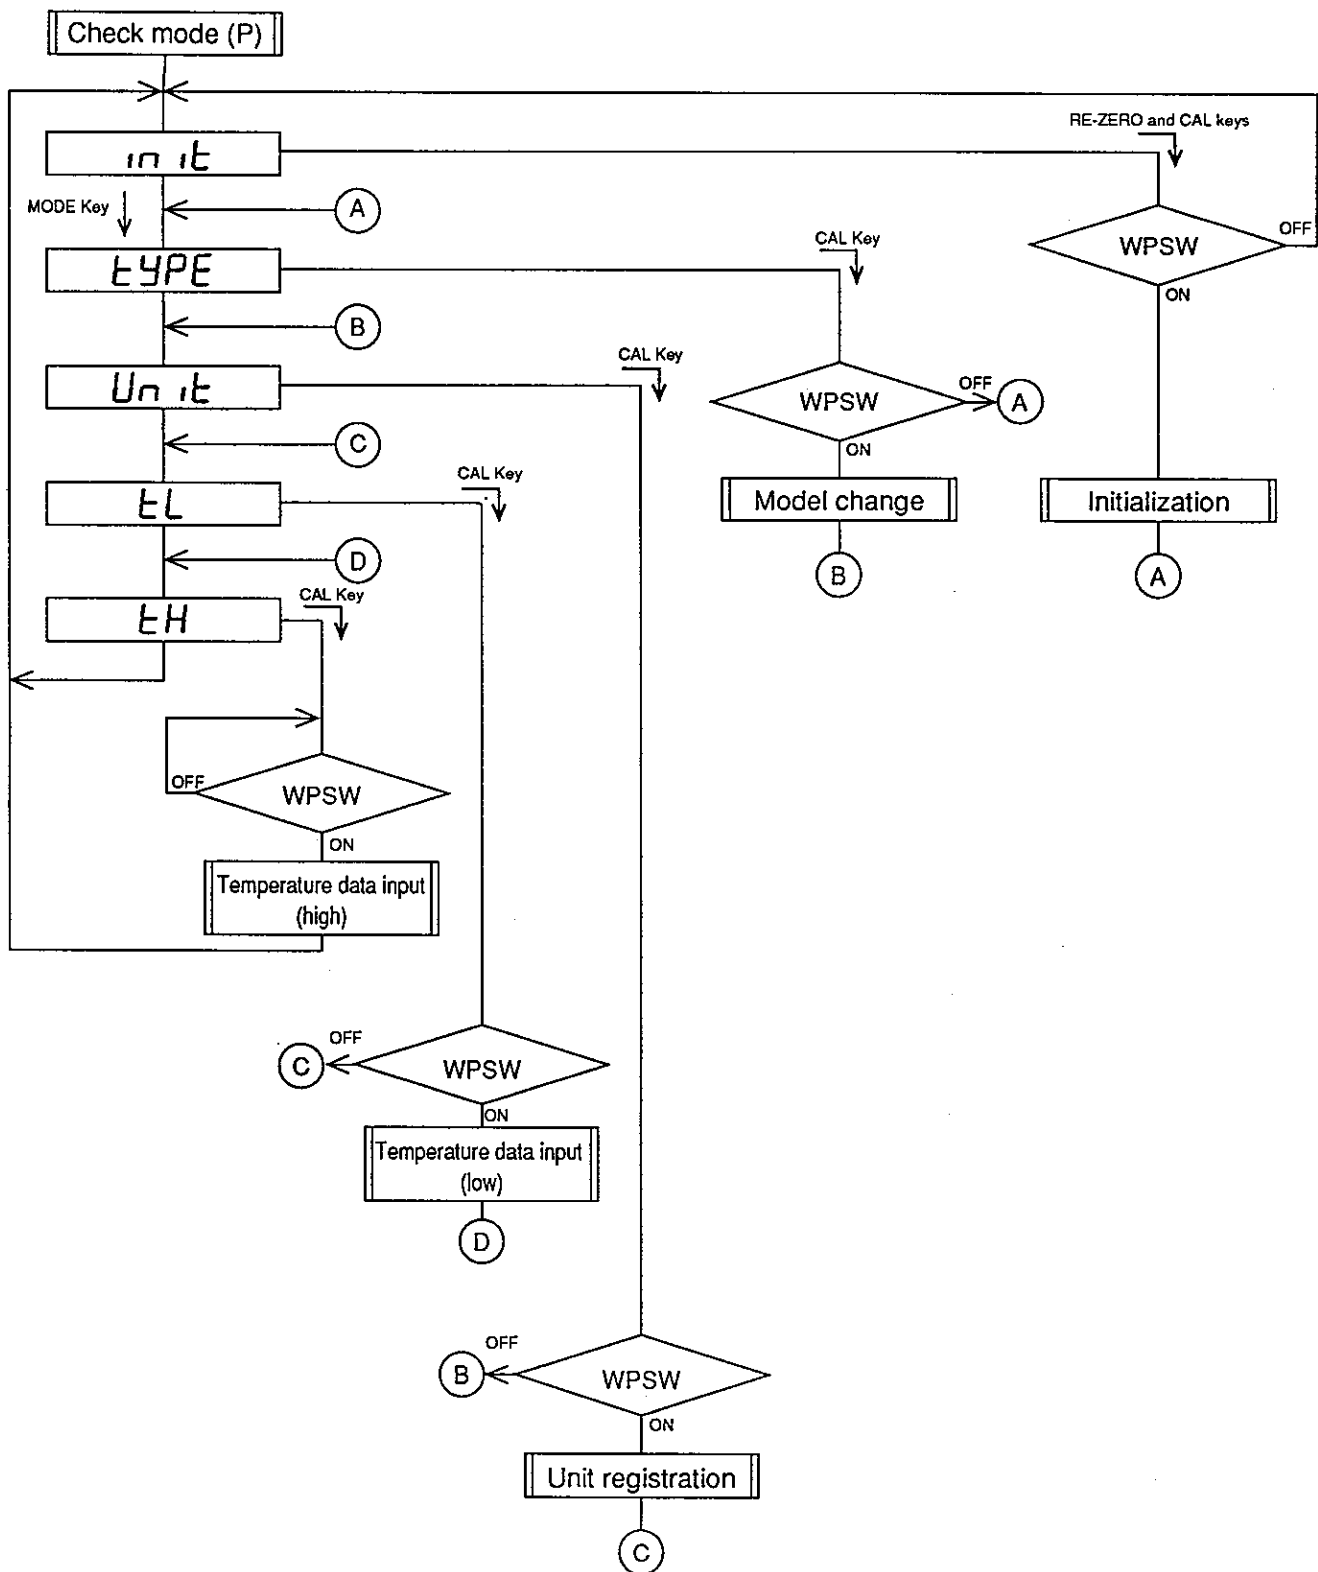 Check mode (P)
RE-ZERO and CAL keys
init
MODE Key
A
WPSW
OFF
ON
CAL Key
tYPE
B
CAL Key
Unit
WPSW
OFF
A
ON
C
CAL Key
tL
Model change
Initialization
D
B
A
CAL Key
tH
OFF
WPSW
ON
Temperature data input
(high)
OFF
C
WPSW
ON
Temperature data input
(low)
D
OFF
B
WPSW
ON
Unit registration
C